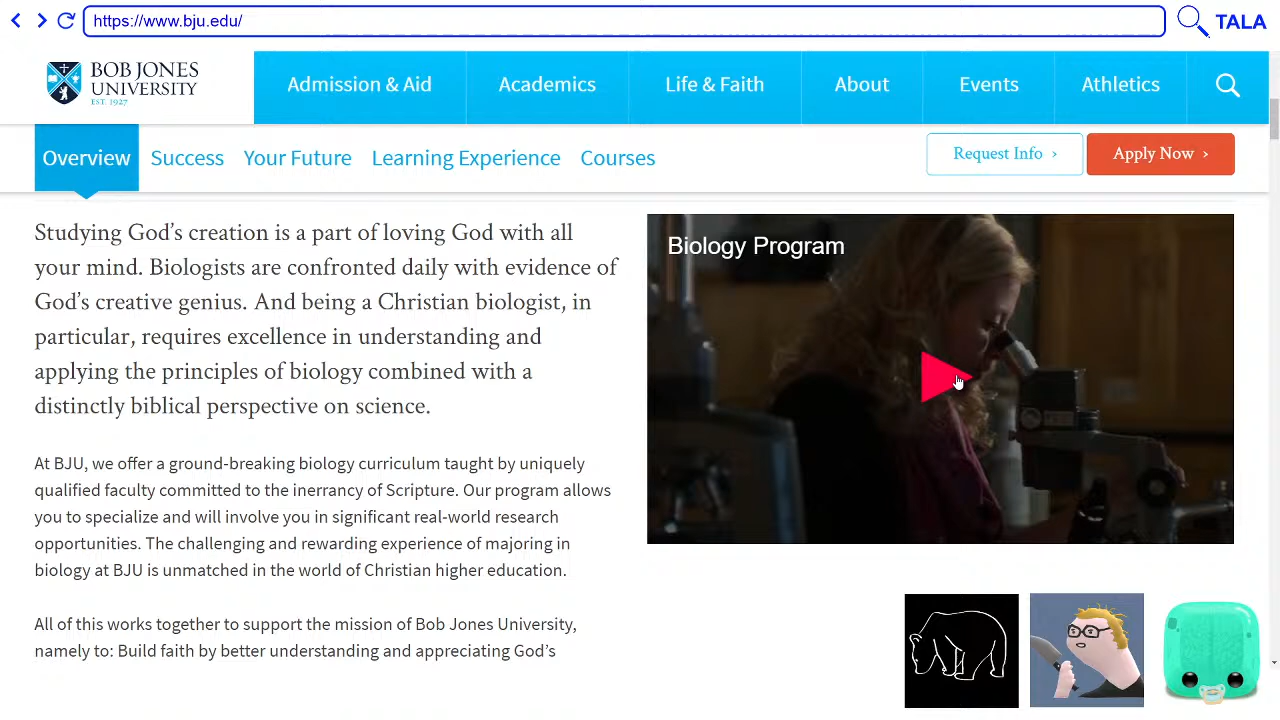 https://www.bju.edu/
TALA
BOB JONES
UNIVERSITY
EST. 1927
Admission & Aid
Academics
Life & Faith
About
Events
Athletics
Overview
Success
Your Future
Learning Experience
Courses
Request Info ›
Apply Now ›
Studying God’s creation is a part of loving God with all
your mind. Biologists are confronted daily with evidence of
God’s creative genius. And being a Christian biologist, in
particular, requires excellence in understanding and
applying the principles of biology combined with a
distinctly biblical perspective on science.
At BJU, we offer a ground-breaking biology curriculum taught by uniquely
qualified faculty committed to the inerrancy of Scripture. Our program allows
you to specialize and will involve you in significant real-world research
opportunities. The challenging and rewarding experience of majoring in
biology at BJU is unmatched in the world of Christian higher education.
All of this works together to support the mission of Bob Jones University,
namely to: Build faith by better understanding and appreciating God’s
Biology Program